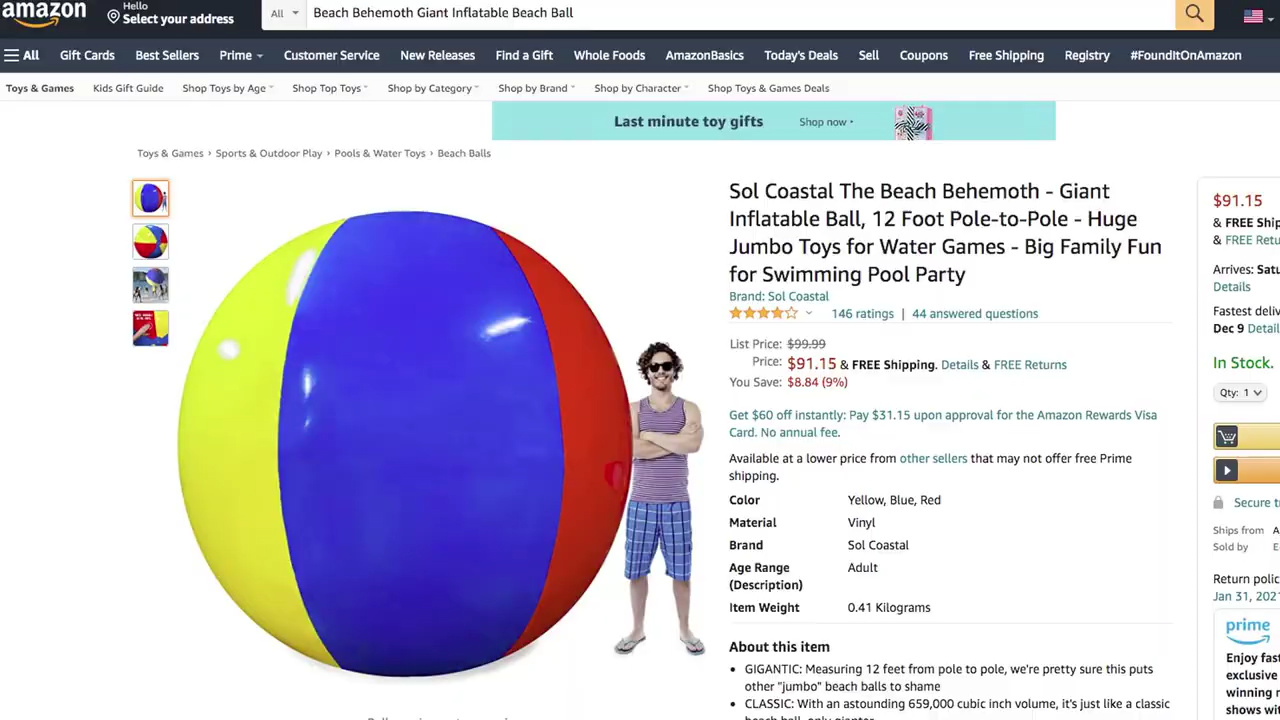 amazon
Hello
Select your address
All
Beach Behemoth Giant Inflatable Beach Ball
All
Gift Cards
Best Sellers
Prime
Customer Service
New Releases
Find a Gift
Whole Foods
AmazonBasics
Today's Deals
Sell
Coupons
Free Shipping
Registry
#FoundItOnAmazon
Toys & Games
Kids Gift Guide
Shop Toys by Age
Shop Top Toys
Shop by Category
Shop by Brand
Shop by Character
Shop Toys & Games Deals
Last minute toy gifts
Shop now
Toys & Games › Sports & Outdoor Play › Pools & Water Toys › Beach Balls
Sol Coastal The Beach Behemoth - Giant
Inflatable Ball, 12 Foot Pole-to-Pole - Huge
Jumbo Toys for Water Games - Big Family Fun
for Swimming Pool Party
Brand: Sol Coastal
146 ratings | 44 answered questions
List Price: $99.99
Price: $91.15 & FREE Shipping. Details & FREE Returns
You Save: $8.84 (9%)
Get $60 off instantly: Pay $31.15 upon approval for the Amazon Rewards Visa
Card. No annual fee.
Available at a lower price from other sellers that may not offer free Prime
shipping.
Color Yellow, Blue, Red
Material Vinyl
Brand Sol Coastal
Age Range Adult
(Description)
Item Weight 0.41 Kilograms
About this item
• GIGANTIC: Measuring 12 feet from pole to pole, we're pretty sure this puts
other "jumbo" beach balls to shame
• CLASSIC: With an astounding 659,000 cubic inch volume, it's just like a classic
$91.15
& FREE Ship
& FREE Retu
Arrives: Satu
Details
Fastest deliv
Dec 9 Detail
In Stock.
Qty: 1
Secure t
Ships from A
Sold by E
Return polic
Jan 31, 2021
prime
Enjoy fast
exclusive
winning m
shows wit